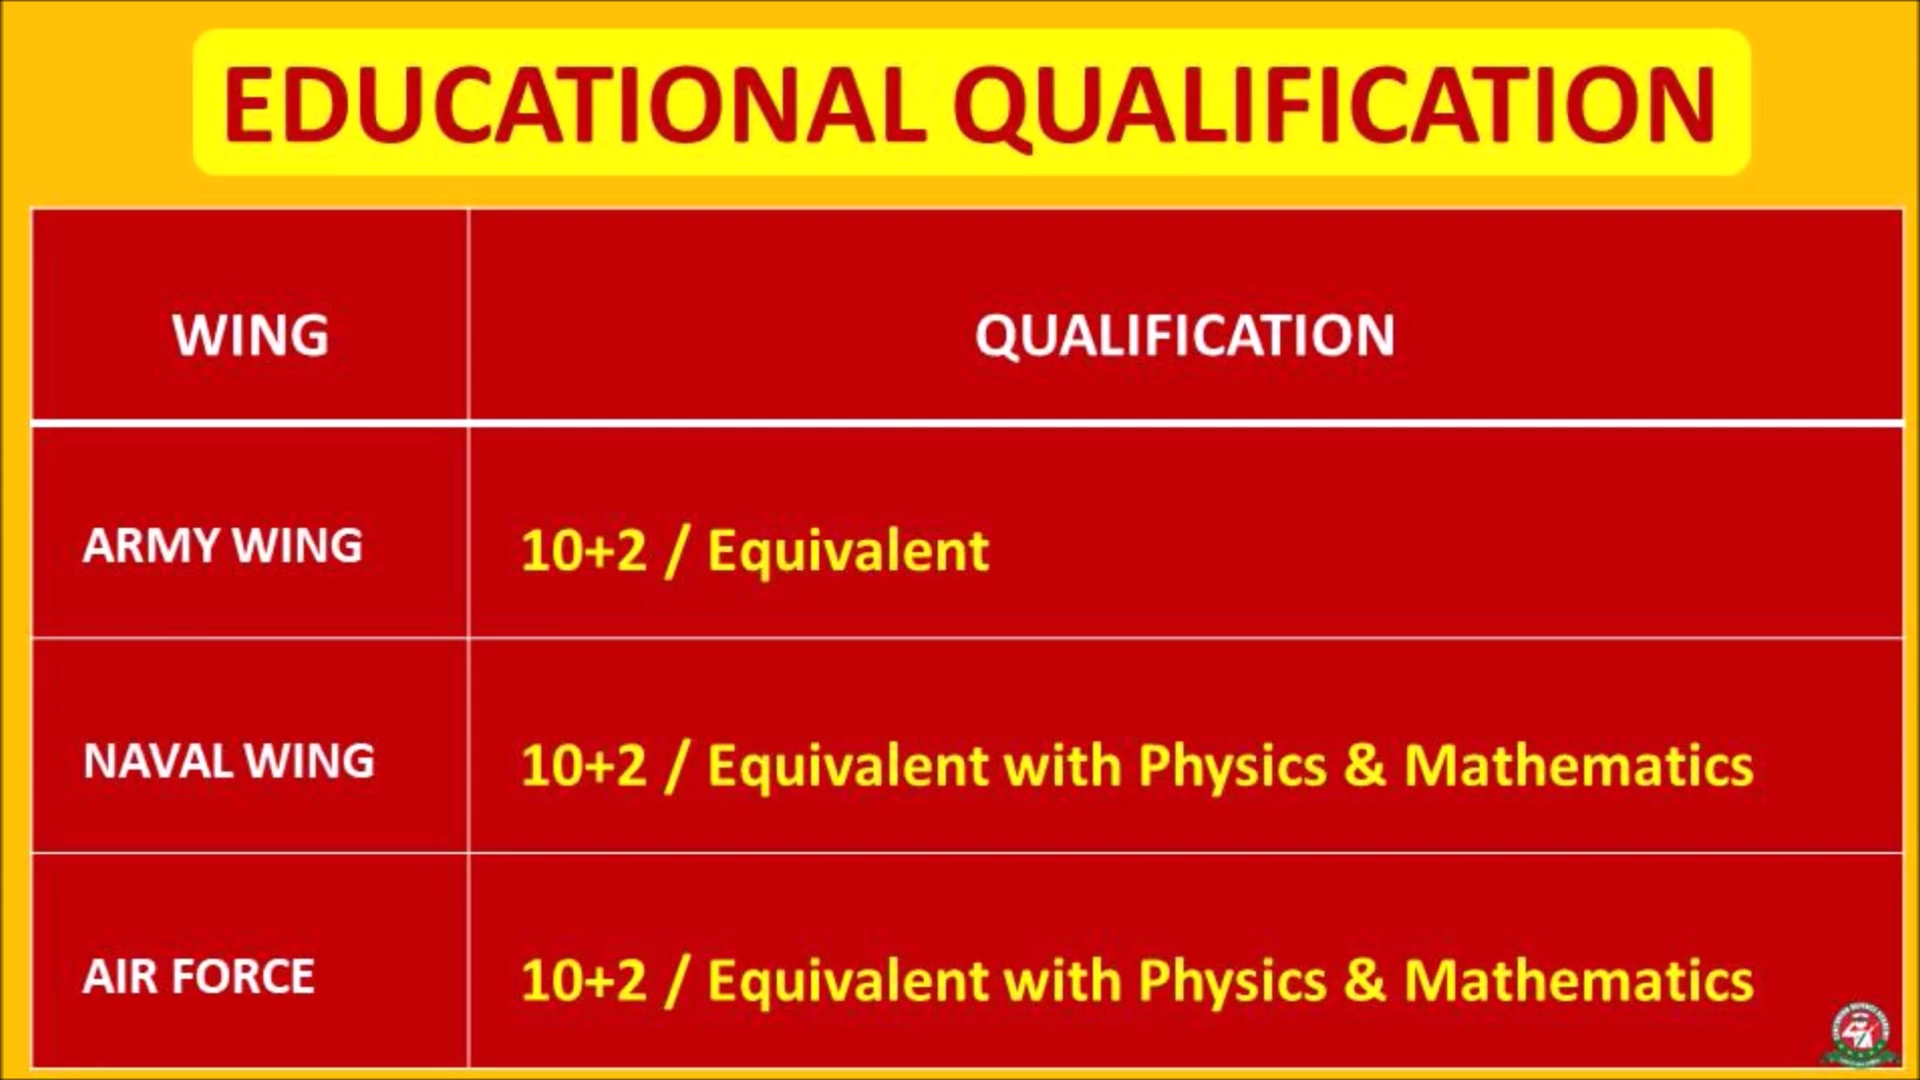 EDUCATIONAL QUALIFICATION
WING
QUALIFICATION
ARMY WING
10+2 / Equivalent
NAVAL WING
10+2 / Equivalent with Physics & Mathematics
AIR FORCE
10+2 / Equivalent with Physics & Mathematics